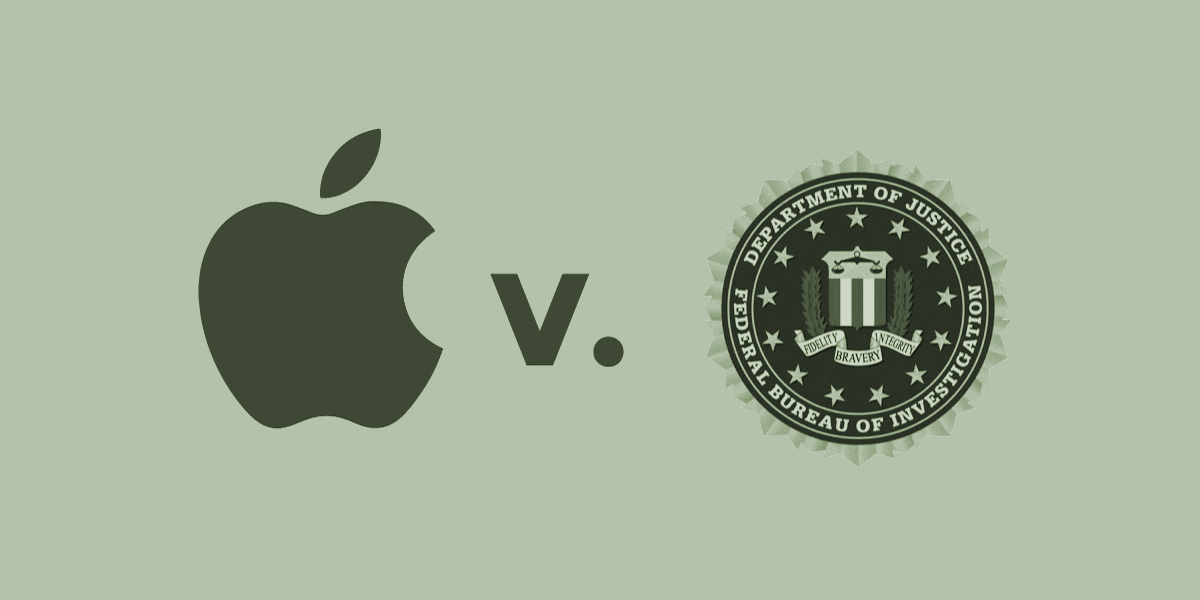 v.
DEPARTMENT OF JUSTICE
FIDELITY
BRAVERY
INTEGRITY
FEDERAL BUREAU OF INVESTIGATION